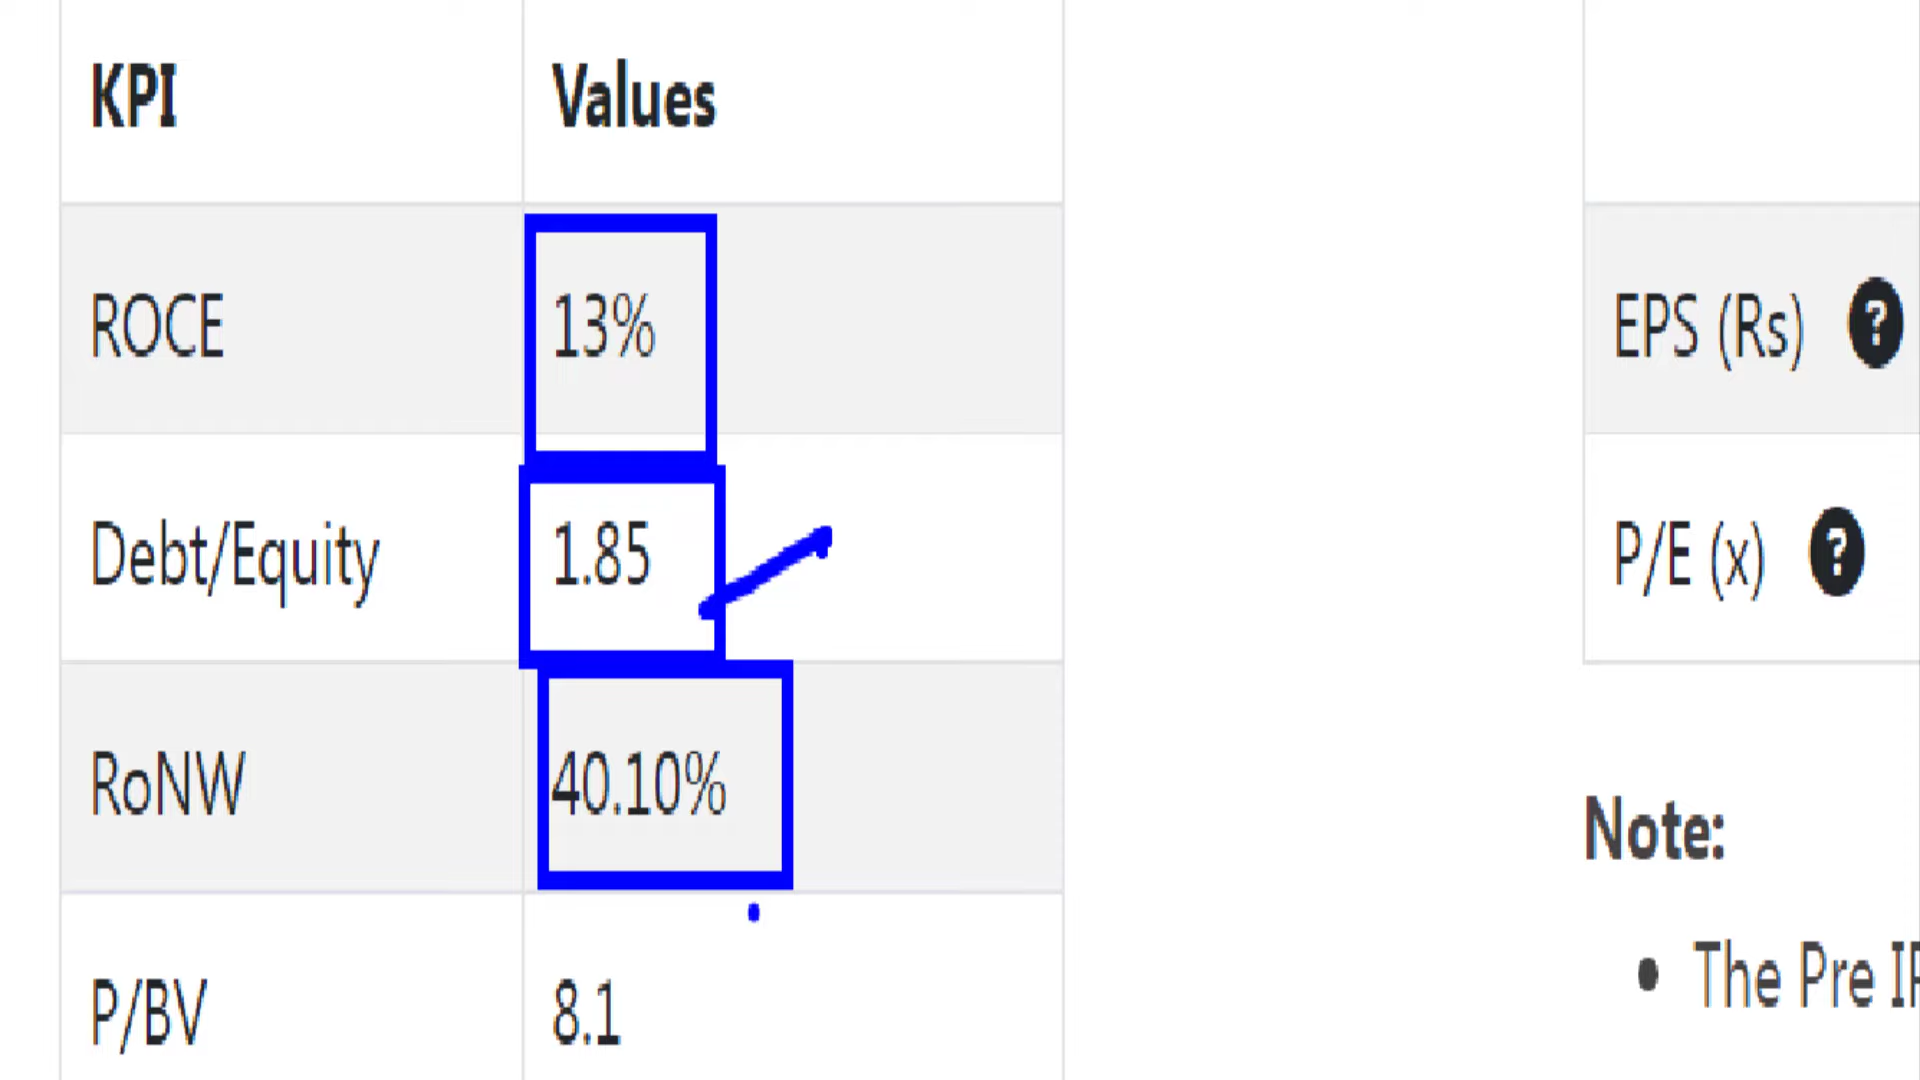 KPI Values
ROCE 13%
Debt/Equity 1.85
RoNW 40.10%
P/BV 8.1
EPS (Rs) ?
P/E (x) ?
Note:
• The Pre